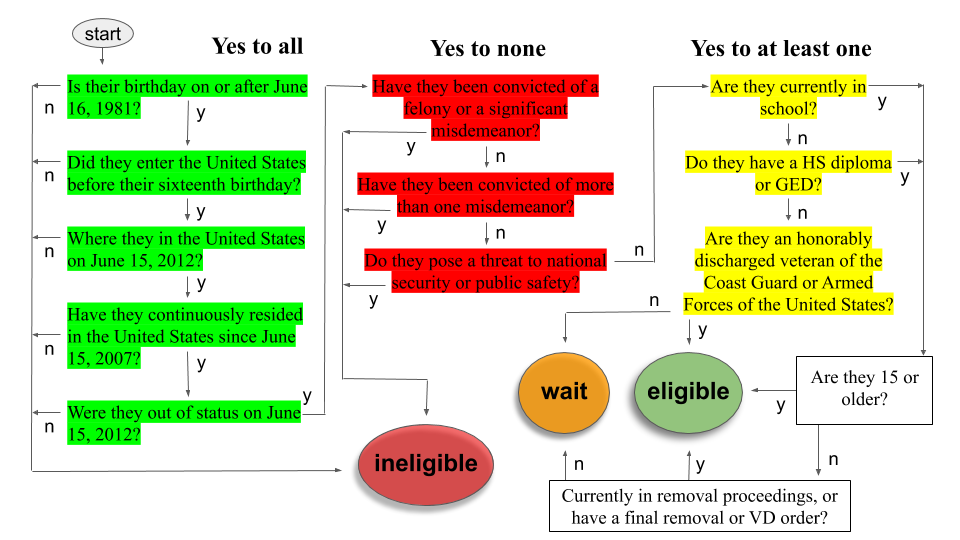 start
Yes to all
Is their birthday on or after June
16, 1981?
n
y
Did they enter the United States
before their sixteenth birthday?
n
y
Where they in the United States
on June 15, 2012?
n
y
Have they continuously resided
in the United States since June
15, 2007?
n
y
Were they out of status on June
15, 2012?
n
y
Yes to none
Have they been convicted of a
felony or a significant
misdemeanor?
y
n
Have they been convicted of more
than one misdemeanor?
y
n
Do they pose a threat to national
security or public safety?
y
n
ineligible
Yes to at least one
Are they currently in
school?
y
n
Do they have a HS diploma
or GED?
y
n
Are they an honorably
discharged veteran of the
Coast Guard or Armed
Forces of the United States?
n
y
wait
eligible
Are they 15 or
older?
y
n
Currently in removal proceedings, or
have a final removal or VD order?
n
y